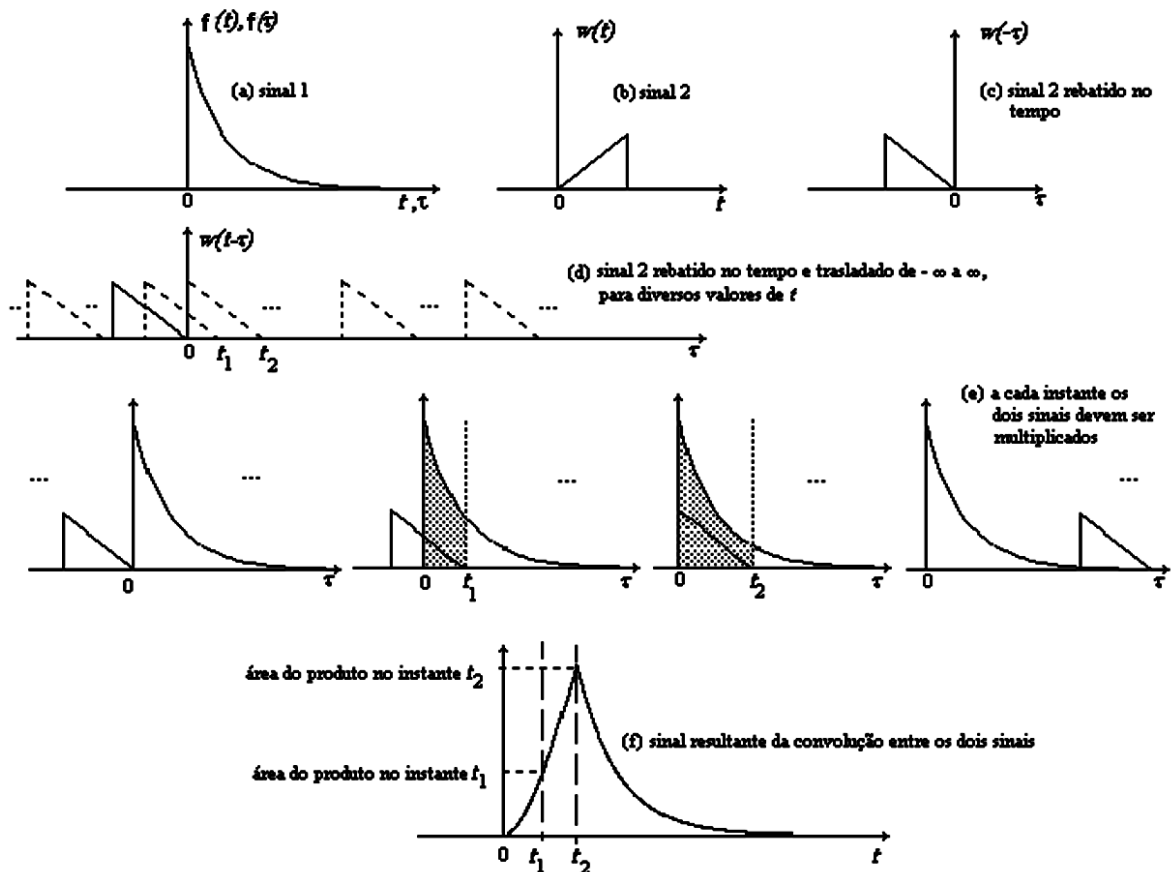 f(t), f(τ)
(a) sinal 1
0
t,τ
w(t)
(b) sinal 2
0
t
w(-τ)
(c) sinal 2 rebatido no
tempo
0
τ
w(t-τ)
(d) sinal 2 rebatido no tempo e trasladado de - ∞ a ∞,
para diversos valores de t
...
...
...
...
...
0
t1
t2
τ
(e) a cada instante os
dois sinais devem ser
multiplicados
...
...
0
τ
...
0
t1
τ
...
0
t2
τ
...
0
τ
área do produto no instante t2
(f) sinal resultante da convolução entre os dois sinais
área do produto no instante t1
0
t1
t2
t